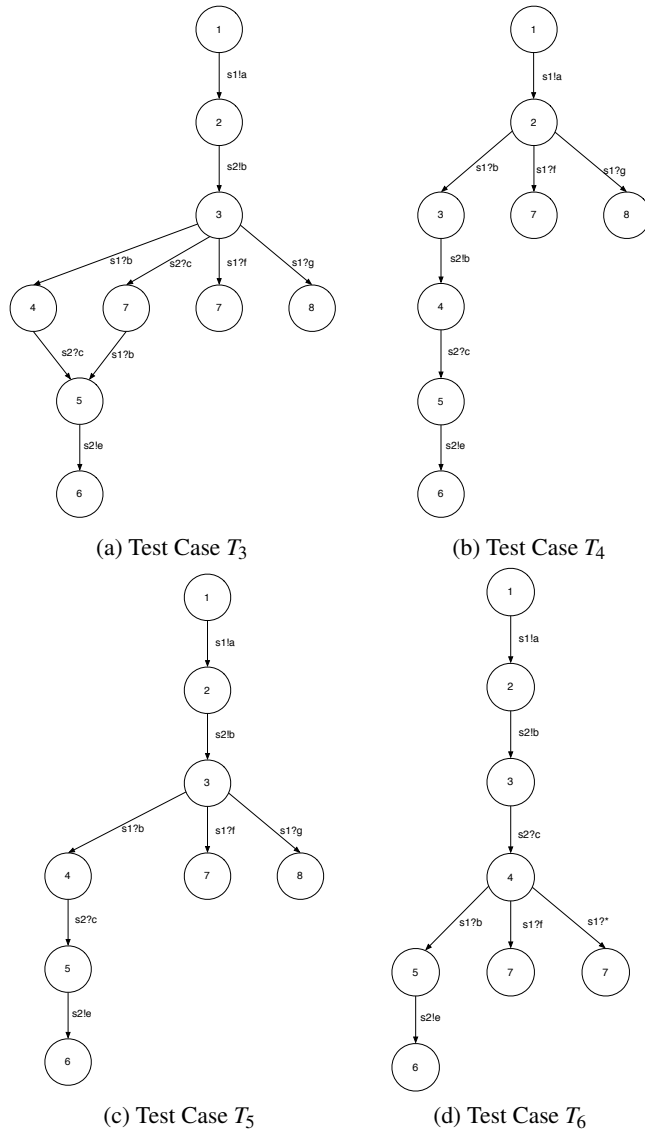 1
s1!a
2
s2!b
3
s1?b
s2?c
s1?f
s1?g
4
7
7
8
s2?c
s1?b
5
s2!e
6
(a) Test Case T3
1
s1!a
2
s1?b
s1?f
s1?g
3
7
8
s2!b
4
s2?c
5
s2!e
6
(b) Test Case T4
1
s1!a
2
s2!b
3
s1?b
s1?f
s1?g
4
7
8
s2?c
5
s2!e
6
(c) Test Case T5
1
s1!a
2
s2!b
3
s2?c
4
s1?b
s1?f
s1?*
5
7
7
s2!e
6
(d) Test Case T6